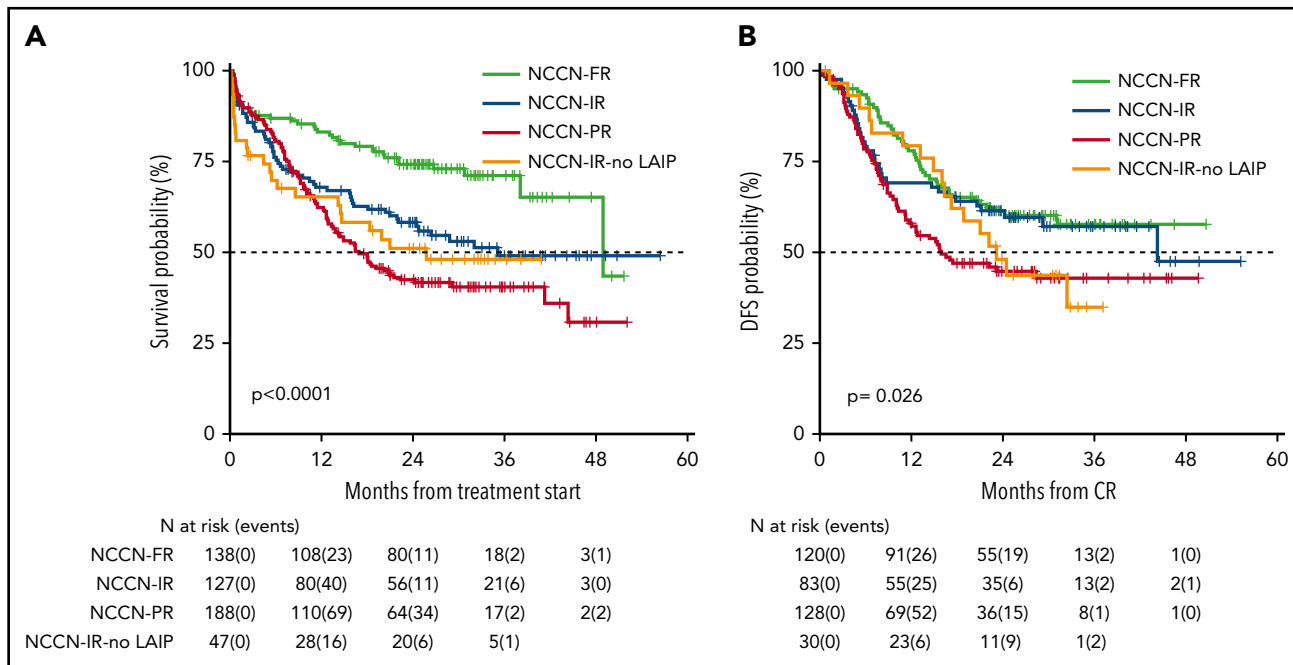 A
Survival probability (%)
100
75
50
25
0
NCCN-FR
NCCN-IR
NCCN-PR
NCCN-IR-no LAIP
p<0.0001
0 12 24 36 48 60
Months from treatment start
B
DFS probability (%)
100
75
50
25
0
NCCN-FR
NCCN-IR
NCCN-PR
NCCN-IR-no LAIP
p= 0.026
0 12 24 36 48 60
Months from CR
N at risk (events)
NCCN-FR 138(0) 108(23) 80(11) 18(2) 3(1) 120(0) 91(26) 55(19) 13(2) 1(0)
NCCN-IR 127(0) 80(40) 56(11) 21(6) 3(0) 83(0) 55(25) 35(6) 13(2) 2(1)
NCCN-PR 188(0) 110(69) 64(34) 17(2) 2(2) 128(0) 69(52) 36(15) 8(1) 1(0)
NCCN-IR-no LAIP 47(0) 28(16) 20(6) 5(1) 30(0) 23(6) 11(9) 1(2)